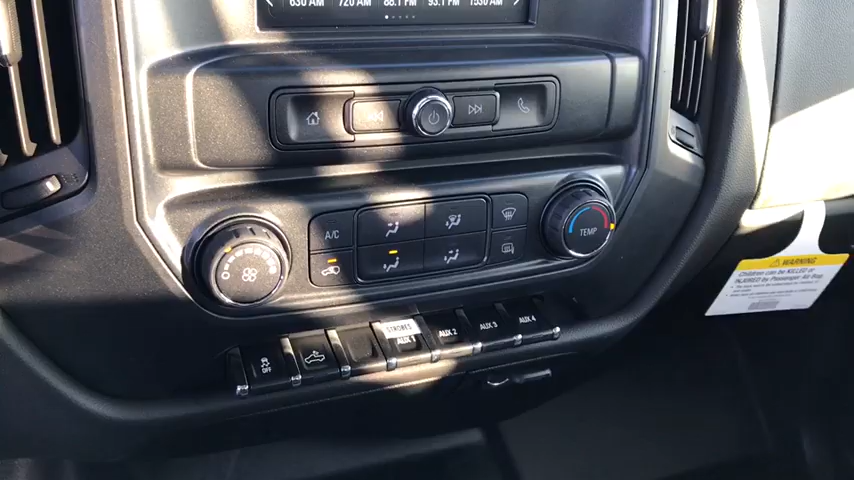 630 AM 720 AM 88.1 FM 93.1 FM 1530 AM
A/C
TEMP
OFF
STROBES
AUX 1
AUX 2
AUX 3
AUX 4
WARNING
Children can be KILLED or
INJURED by Passenger Air Bag